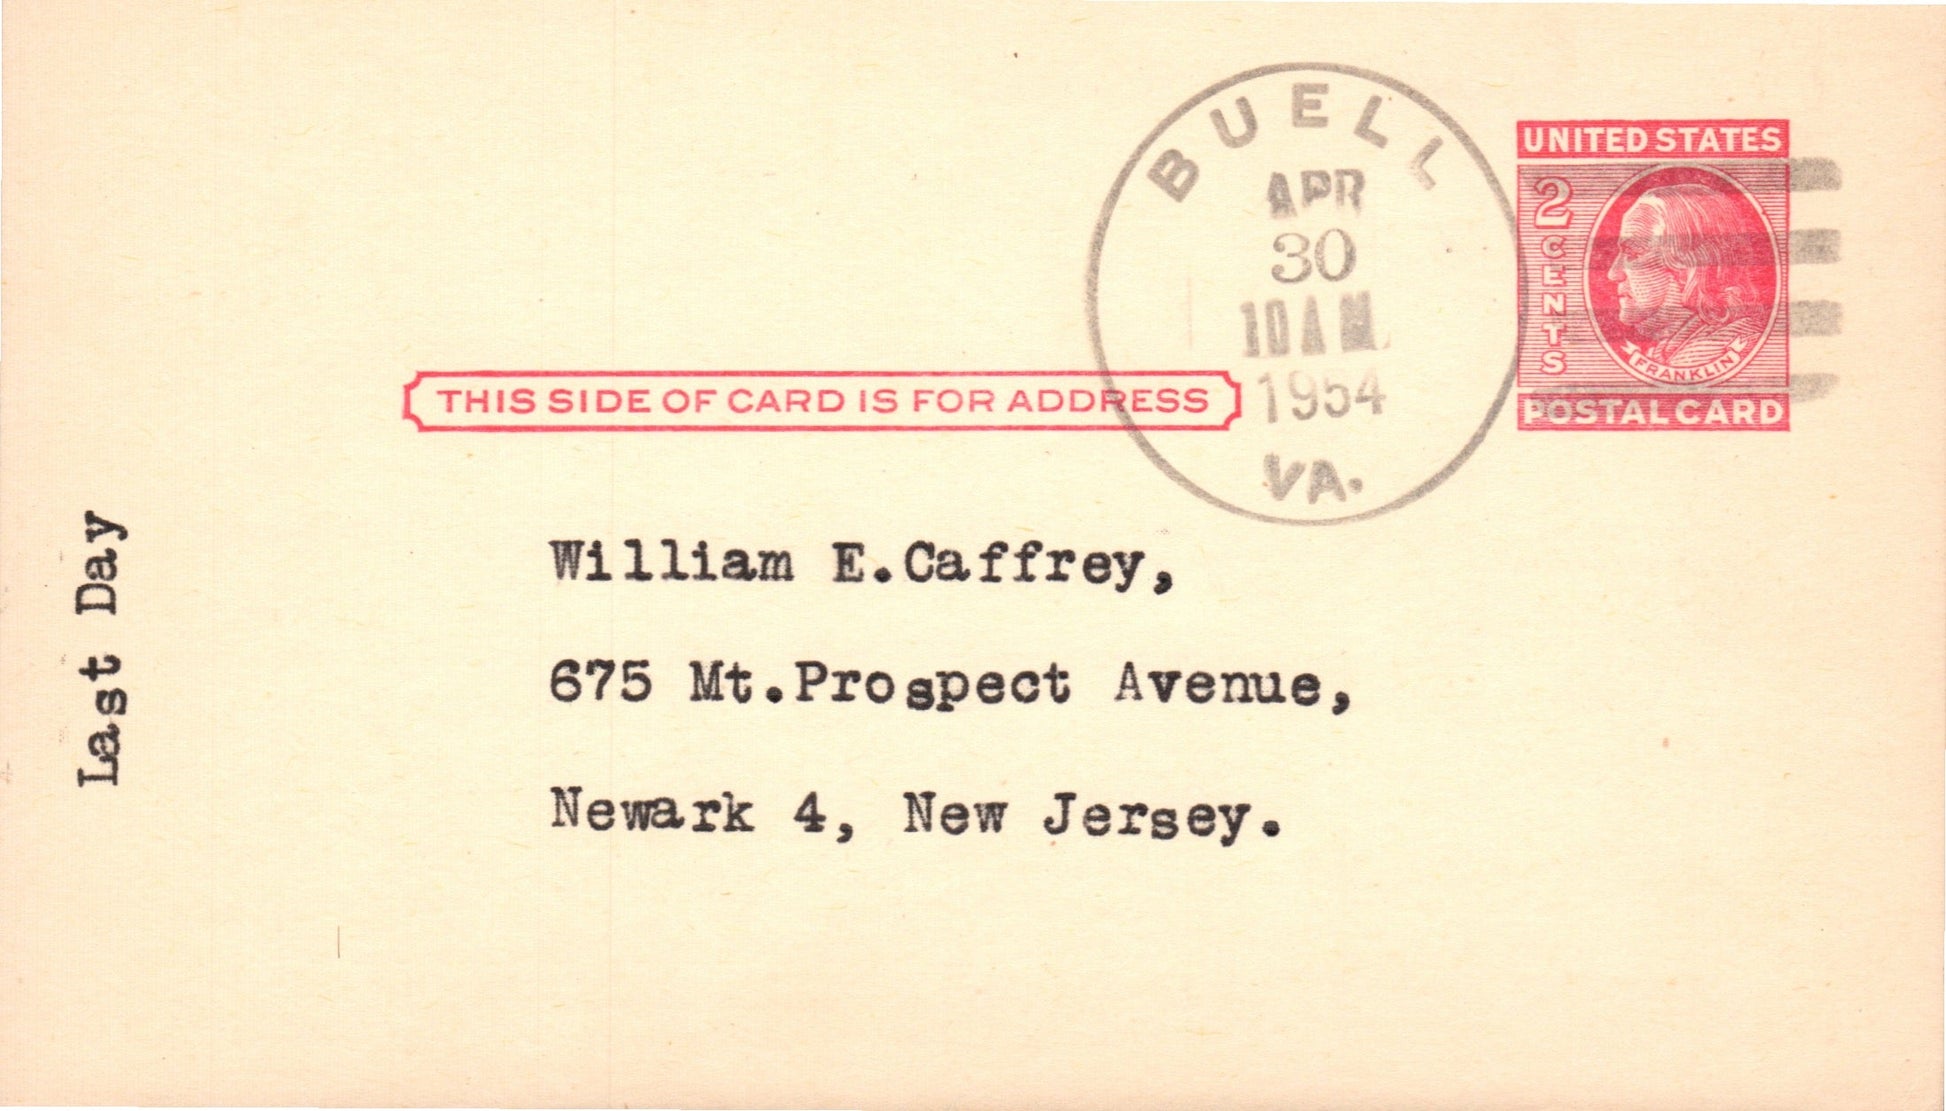 BUELL
APR
30
10 A M
1954
VA.
UNITED STATES
2
CENTS
FRANKLIN
POSTAL CARD
THIS SIDE OF CARD IS FOR ADDRESS
Last Day
William E.Caffrey,
675 Mt.Prospect Avenue,
Newark 4, New Jersey.